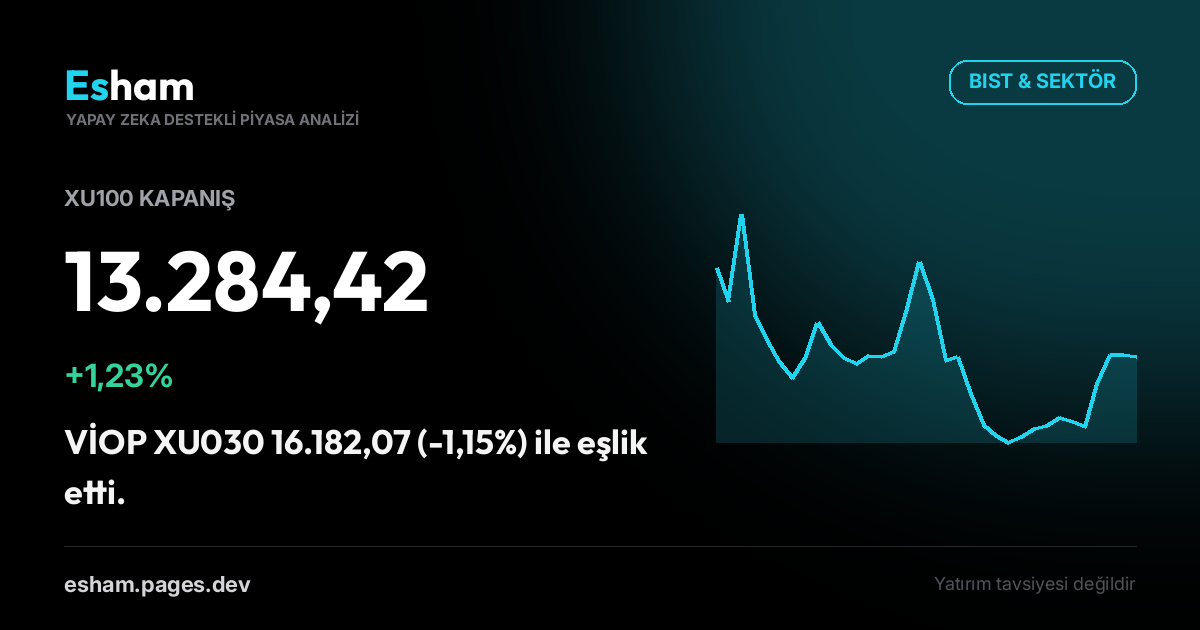 Esham
YAPAY ZEKA DESTEKLİ PİYASA ANALİZİ
BIST & SEKTÖR
XU100 KAPANIŞ
13.284,42
+1,23%
VİOP XU030 16.182,07 (-1,15%) ile eşlik
etti.
esham.pages.dev
Yatırım tavsiyesi değildir